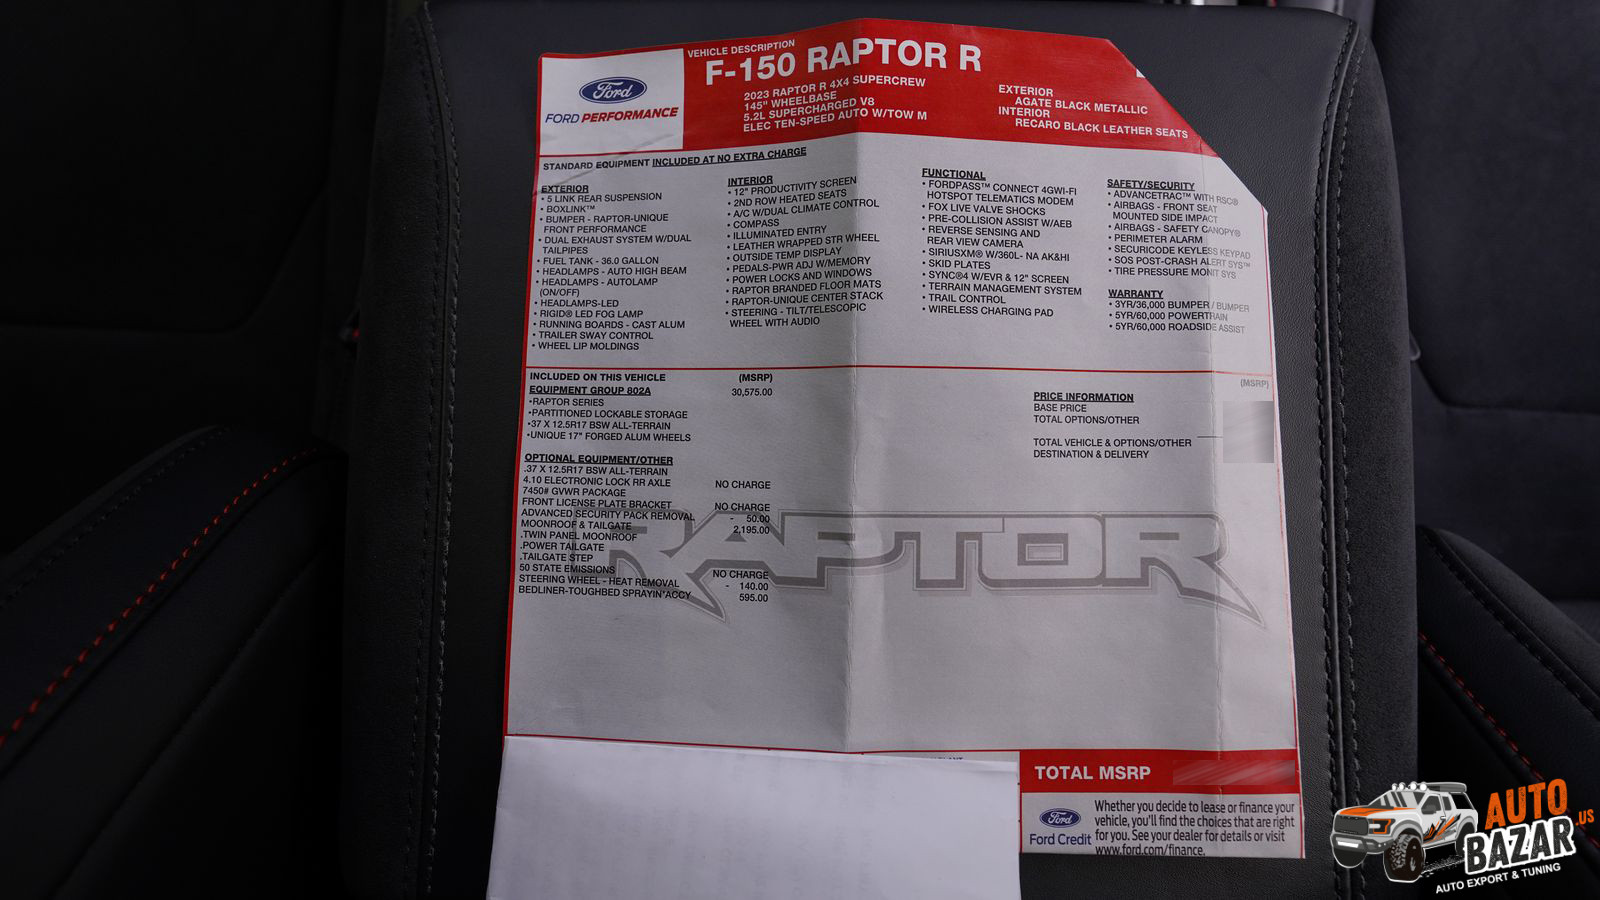 Ford
FORD PERFORMANCE
VEHICLE DESCRIPTION
F-150 RAPTOR R
2023 RAPTOR R 4X4 SUPERCREW
145" WHEELBASE
5.2L SUPERCHARGED V8
ELEC TEN-SPEED AUTO W/TOW M
EXTERIOR
AGATE BLACK METALLIC
INTERIOR
RECARO BLACK LEATHER SEATS
STANDARD EQUIPMENT INCLUDED AT NO EXTRA CHARGE
EXTERIOR
• 5 LINK REAR SUSPENSION
• BOXLINK™
• BUMPER - RAPTOR-UNIQUE
FRONT PERFORMANCE
• DUAL EXHAUST SYSTEM W/DUAL
TAILPIPES
• FUEL TANK - 36.0 GALLON
• HEADLAMPS - AUTO HIGH BEAM
• HEADLAMPS - AUTOLAMP
(ON/OFF)
• HEADLAMPS-LED
• RIGID® LED FOG LAMP
• RUNNING BOARDS - CAST ALUM
• TRAILER SWAY CONTROL
• WHEEL LIP MOLDINGS
INTERIOR
• 12" PRODUCTIVITY SCREEN
• 2ND ROW HEATED SEATS
• A/C W/DUAL CLIMATE CONTROL
• COMPASS
• ILLUMINATED ENTRY
• LEATHER WRAPPED STR WHEEL
• OUTSIDE TEMP DISPLAY
• PEDALS-PWR ADJ W/MEMORY
• POWER LOCKS AND WINDOWS
• RAPTOR BRANDED FLOOR MATS
• RAPTOR-UNIQUE CENTER STACK
• STEERING - TILT/TELESCOPIC
WHEEL WITH AUDIO
FUNCTIONAL
• FORDPASS™ CONNECT 4GWI-FI
HOTSPOT TELEMATICS MODEM
• FOX LIVE VALVE SHOCKS
• PRE-COLLISION ASSIST W/AEB
• REVERSE SENSING AND
REAR VIEW CAMERA
• SIRIUSXM® W/360L- NA AK&HI
• SKID PLATES
• SYNC®4 W/EVR & 12" SCREEN
• TERRAIN MANAGEMENT SYSTEM
• TRAIL CONTROL
• WIRELESS CHARGING PAD
SAFETY/SECURITY
• ADVANCETRAC™ WITH RSC®
• AIRBAGS - FRONT SEAT
MOUNTED SIDE IMPACT
• AIRBAGS - SAFETY CANOPY®
• PERIMETER ALARM
• SECURICODE KEYLESS KEYPAD
• SOS POST-CRASH ALERT SYS™
• TIRE PRESSURE MONIT SYS
WARRANTY
• 3YR/36,000 BUMPER / BUMPER
• 5YR/60,000 POWERTRAIN
• 5YR/60,000 ROADSIDE ASSIST
INCLUDED ON THIS VEHICLE (MSRP)
EQUIPMENT GROUP 802A 30,575.00
•RAPTOR SERIES
•PARTITIONED LOCKABLE STORAGE
•37 X 12.5R17 BSW ALL-TERRAIN
•UNIQUE 17" FORGED ALUM WHEELS
OPTIONAL EQUIPMENT/OTHER
.37 X 12.5R17 BSW ALL-TERRAIN
4.10 ELECTRONIC LOCK RR AXLE NO CHARGE
7450# GVWR PACKAGE
FRONT LICENSE PLATE BRACKET NO CHARGE
ADVANCED SECURITY PACK REMOVAL - 50.00
MOONROOF & TAILGATE 2,195.00
.TWIN PANEL MOONROOF
.POWER TAILGATE
.TAILGATE STEP
50 STATE EMISSIONS NO CHARGE
STEERING WHEEL - HEAT REMOVAL - 140.00
BEDLINER-TOUGHBED SPRAYIN*ACCY 595.00
(MSRP)
PRICE INFORMATION
BASE PRICE
TOTAL OPTIONS/OTHER
TOTAL VEHICLE & OPTIONS/OTHER
DESTINATION & DELIVERY
RAPTOR
TOTAL MSRP
Ford
Ford Credit
Whether you decide to lease or finance your
vehicle, you'll find the choices that are right
for you. See your dealer for details or visit
www.ford.com/finance.
AUTO
BAZAR.US
AUTO EXPORT & TUNING